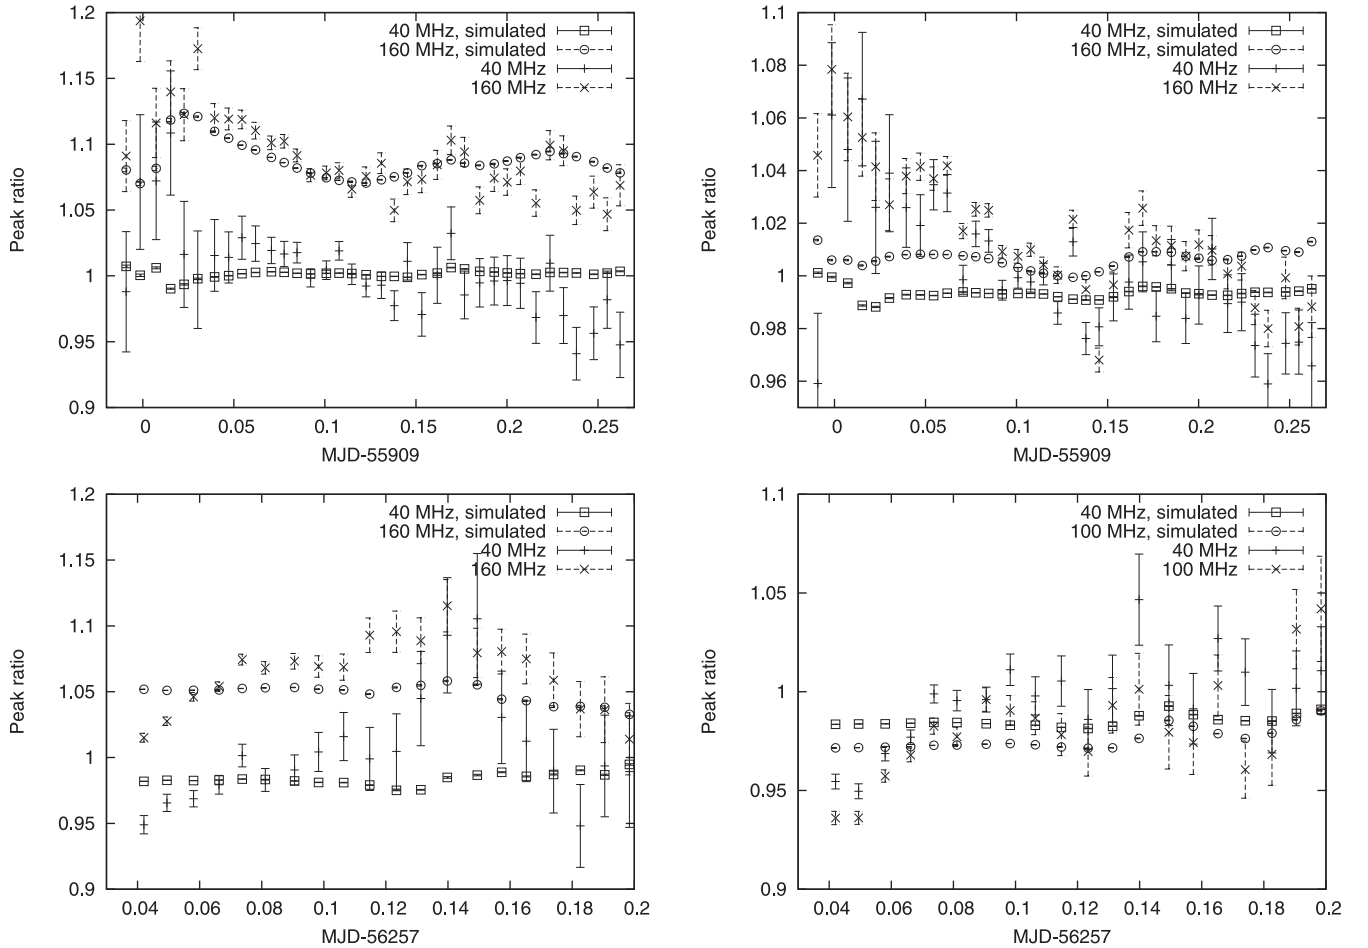 1.2
1.15
1.1
1.05
1
0.95
0.9
Peak ratio
40 MHz, simulated
160 MHz, simulated
40 MHz
160 MHz
0 0.05 0.1 0.15 0.2 0.25
MJD-55909
1.1
1.08
1.06
1.04
1.02
1
0.98
0.96
Peak ratio
40 MHz, simulated
160 MHz, simulated
40 MHz
160 MHz
0 0.05 0.1 0.15 0.2 0.25
MJD-55909
1.2
1.15
1.1
1.05
1
0.95
0.9
Peak ratio
40 MHz, simulated
160 MHz, simulated
40 MHz
160 MHz
0.04 0.06 0.08 0.1 0.12 0.14 0.16 0.18 0.2
MJD-56257
1.1
1.05
1
0.95
0.9
Peak ratio
40 MHz, simulated
100 MHz, simulated
40 MHz
100 MHz
0.04 0.06 0.08 0.1 0.12 0.14 0.16 0.18 0.2
MJD-56257